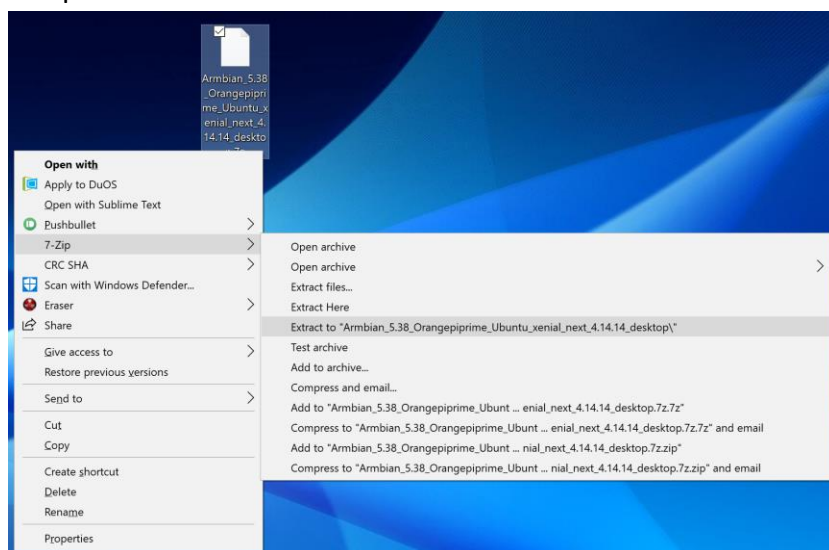 Armbian_5.38
_Orangepipri
me_Ubuntu_x
enial_next_4.
14.14_deskto
Open with
Apply to DuOS
Open with Sublime Text
Pushbullet
7-Zip
CRC SHA
Scan with Windows Defender...
Eraser
Share
Give access to
Restore previous versions
Send to
Cut
Copy
Create shortcut
Delete
Rename
Properties
Open archive
Open archive
Extract files...
Extract Here
Extract to "Armbian_5.38_Orangepiprime_Ubuntu_xenial_next_4.14.14_desktop\"
Test archive
Add to archive...
Compress and email...
Add to "Armbian_5.38_Orangepiprime_Ubunt ... enial_next_4.14.14_desktop.7z.7z"
Compress to "Armbian_5.38_Orangepiprime_Ubunt ... enial_next_4.14.14_desktop.7z.7z" and email
Add to "Armbian_5.38_Orangepiprime_Ubunt ... nial_next_4.14.14_desktop.7z.zip"
Compress to "Armbian_5.38_Orangepiprime_Ubunt ... nial_next_4.14.14_desktop.7z.zip" and email